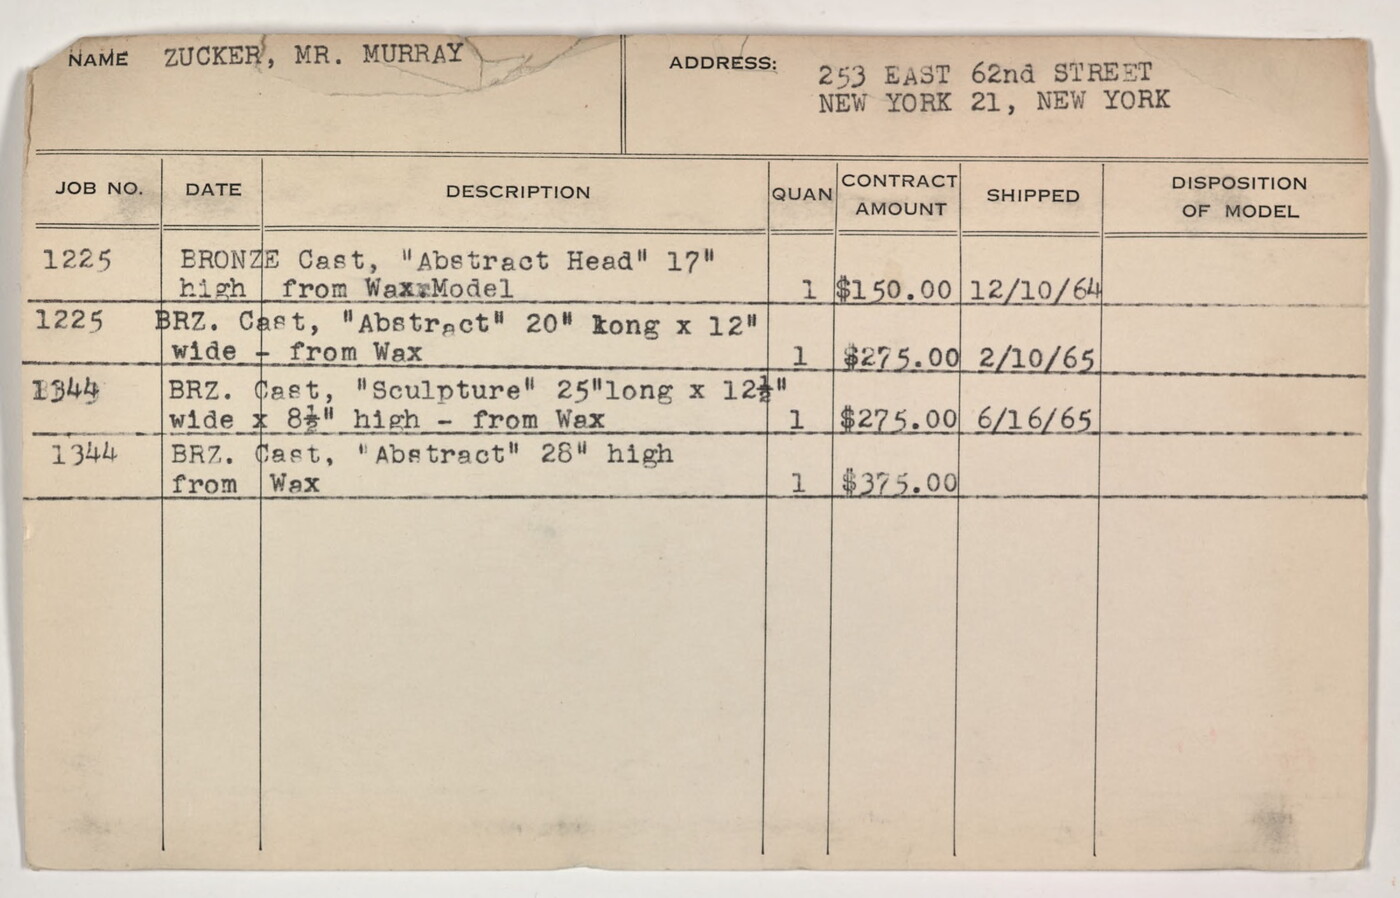 NAME ZUCKER, MR. MURRAY ADDRESS: 253 EAST 62nd STREET
NEW YORK 21, NEW YORK
JOB NO. DATE DESCRIPTION QUAN CONTRACT AMOUNT SHIPPED DISPOSITION OF MODEL
1225 BRONZE Cast, "Abstract Head" 17"
high from Wax Model 1 $150.00 12/10/64
1225 BRZ. Cast, "Abstract" 20" long x 12"
wide - from Wax 1 $275.00 2/10/65
1344 BRZ. Cast, "Sculpture" 25"long x 12½"
wide x 8½" high - from Wax 1 $275.00 6/16/65
1344 BRZ. Cast, "Abstract" 28" high
from Wax 1 $375.00